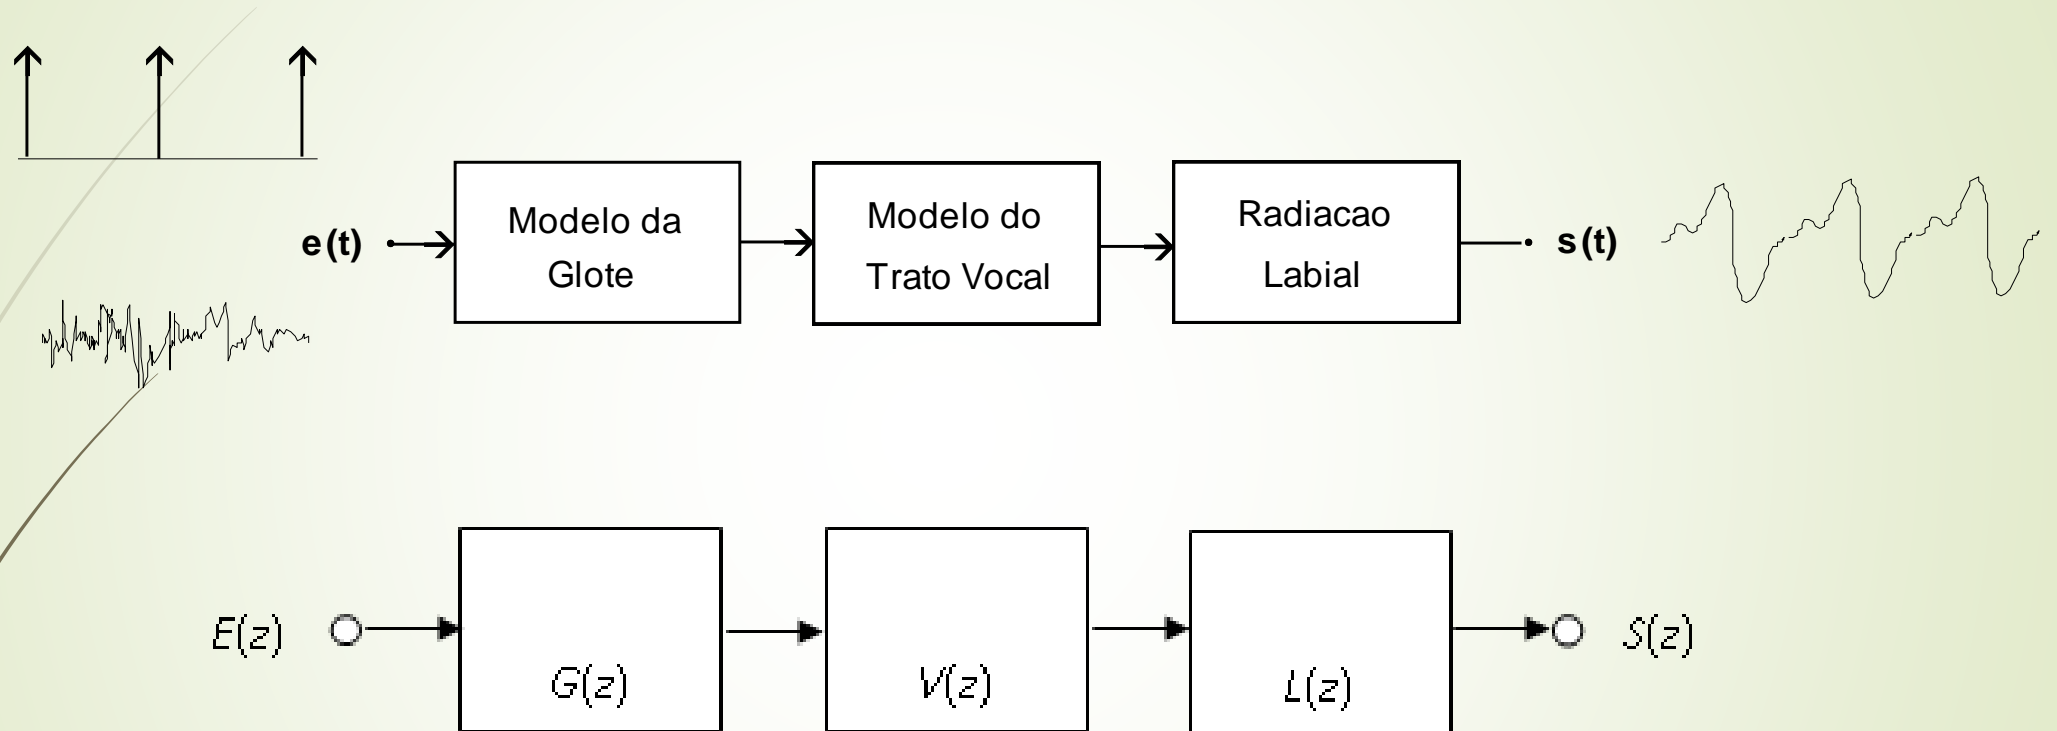 e(t)
Modelo da
Glote
Modelo do
Trato Vocal
Radiacao
Labial
s(t)
E(z)
G(z)
V(z)
L(z)
S(z)